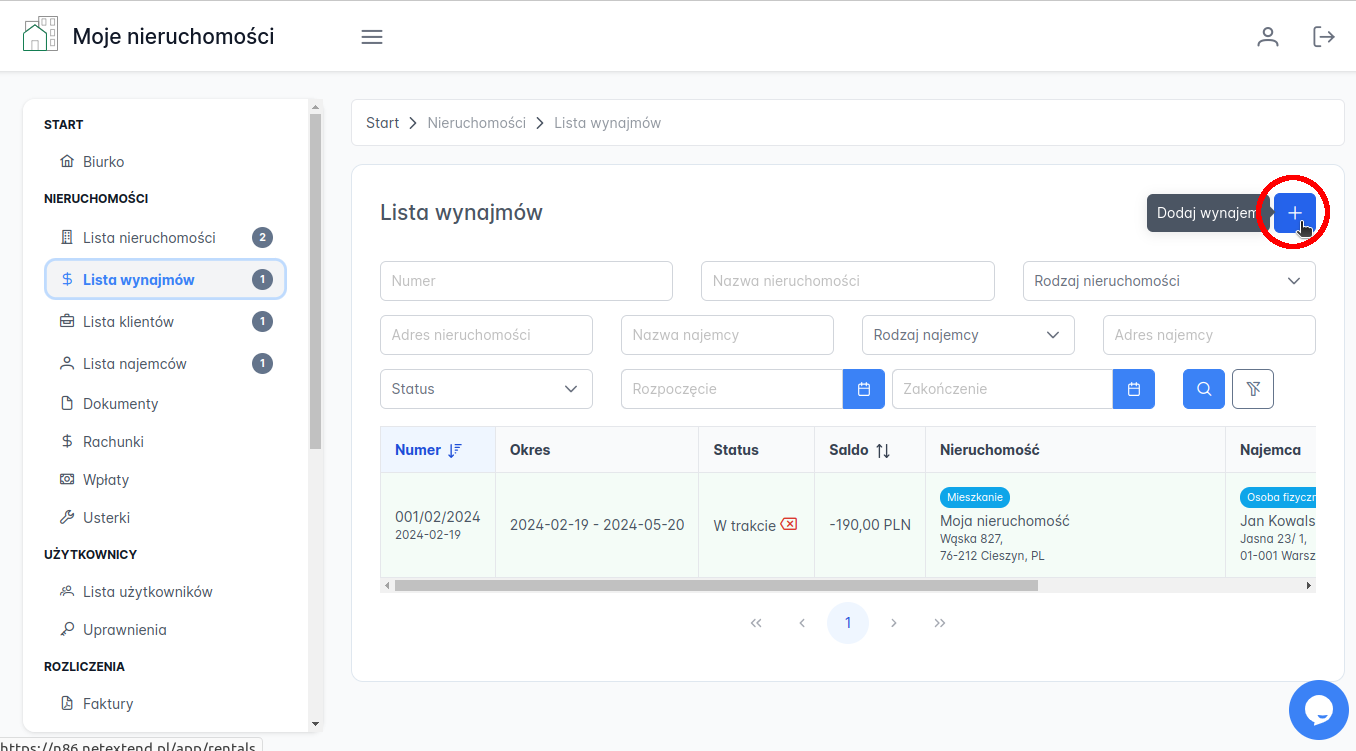 Moje nieruchomości
START
Biurko
NIERUCHOMOŚCI
Lista nieruchomości 2
Lista wynajmów 1
Lista klientów 1
Lista najemców 1
Dokumenty
Rachunki
Wpłaty
Usterki
UŻYTKOWNICY
Lista użytkowników
Uprawnienia
ROZLICZENIA
Faktury
Start Nieruchomości Lista wynajmów
Lista wynajmów
Dodaj wynajem
Numer Nazwa nieruchomości Rodzaj nieruchomości
Adres nieruchomości Nazwa najemcy Rodzaj najemcy Adres najemcy
Status Rozpoczęcie Zakończenie
Numer Okres Status Saldo Nieruchomość Najemca
001/02/2024
2024-02-19
2024-02-19 - 2024-05-20
W trakcie
-190,00 PLN
Mieszkanie
Moja nieruchomość
Wąska 827,
76-212 Cieszyn, PL
Osoba fizyczn
Jan Kowals
Jasna 23/ 1,
01-001 Warsz
1
https://n86.netextend.pl/app/rentals